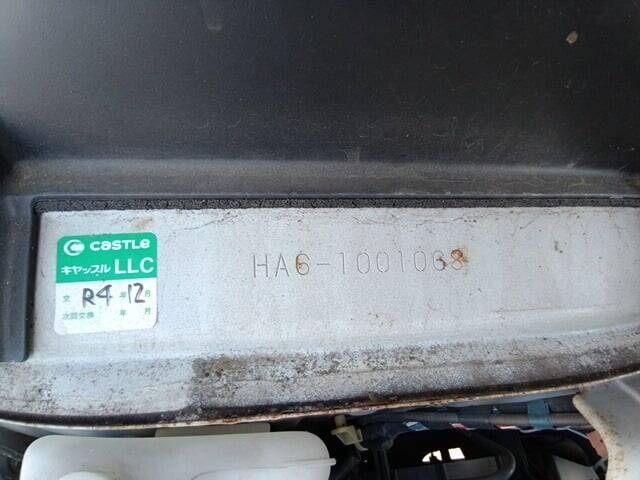 CASTLE
キャッスル LLC
交 R4 年 12 月
次回交換 年 月
HA6-1001068